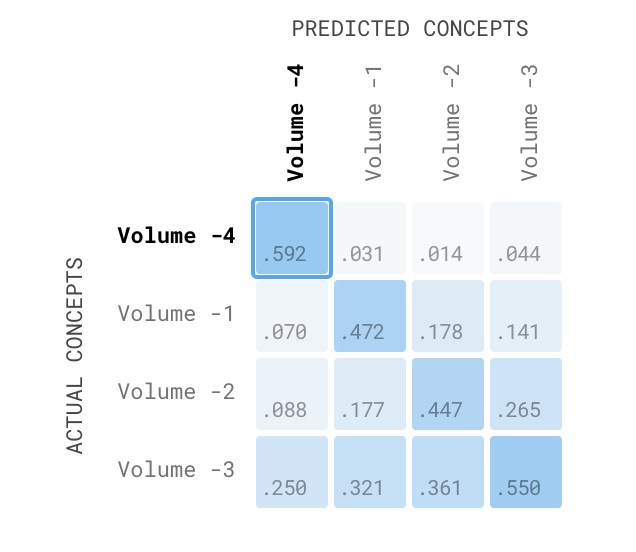 PREDICTED CONCEPTS
Volume -4 Volume -1 Volume -2 Volume -3
ACTUAL CONCEPTS
Volume -4 .592 .031 .014 .044
Volume -1 .070 .472 .178 .141
Volume -2 .088 .177 .447 .265
Volume -3 .250 .321 .361 .550